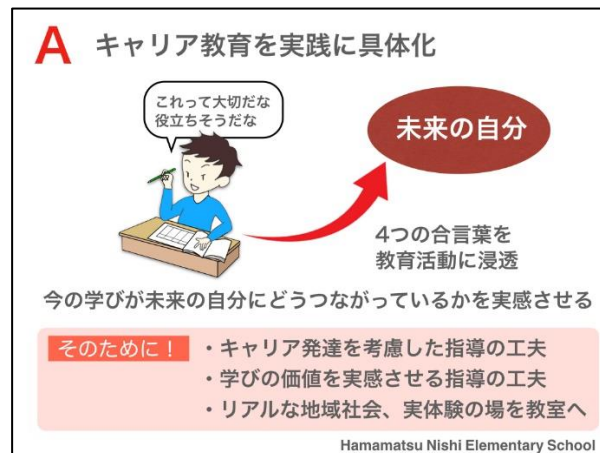 A キャリア教育を実践に具体化
これって大切だな
役立ちそうだな
未来の自分
4つの合言葉を
教育活動に浸透
今の学びが未来の自分にどうつながっているかを実感させる
そのために！ ・キャリア発達を考慮した指導の工夫
・学びの価値を実感させる指導の工夫
・リアルな地域社会、実体験の場を教室へ
Hamamatsu Nishi Elementary School